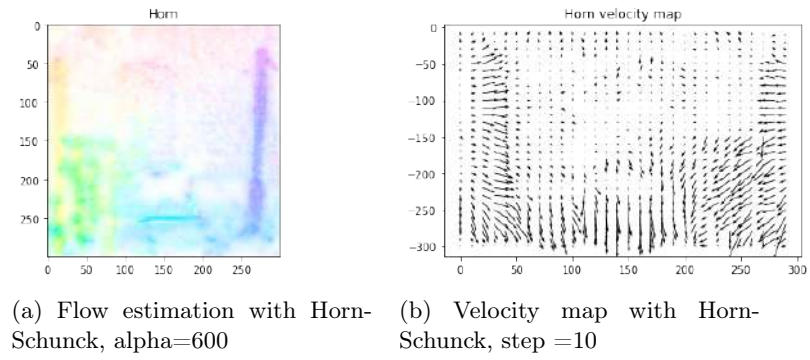 Horn
0
50
100
150
200
250
0 50 100 150 200 250
(a) Flow estimation with Horn-
Schunck, alpha=600
Horn velocity map
0
−50
−100
−150
−200
−250
−300
0 50 100 150 200 250 300
(b) Velocity map with Horn-
Schunck, step =10